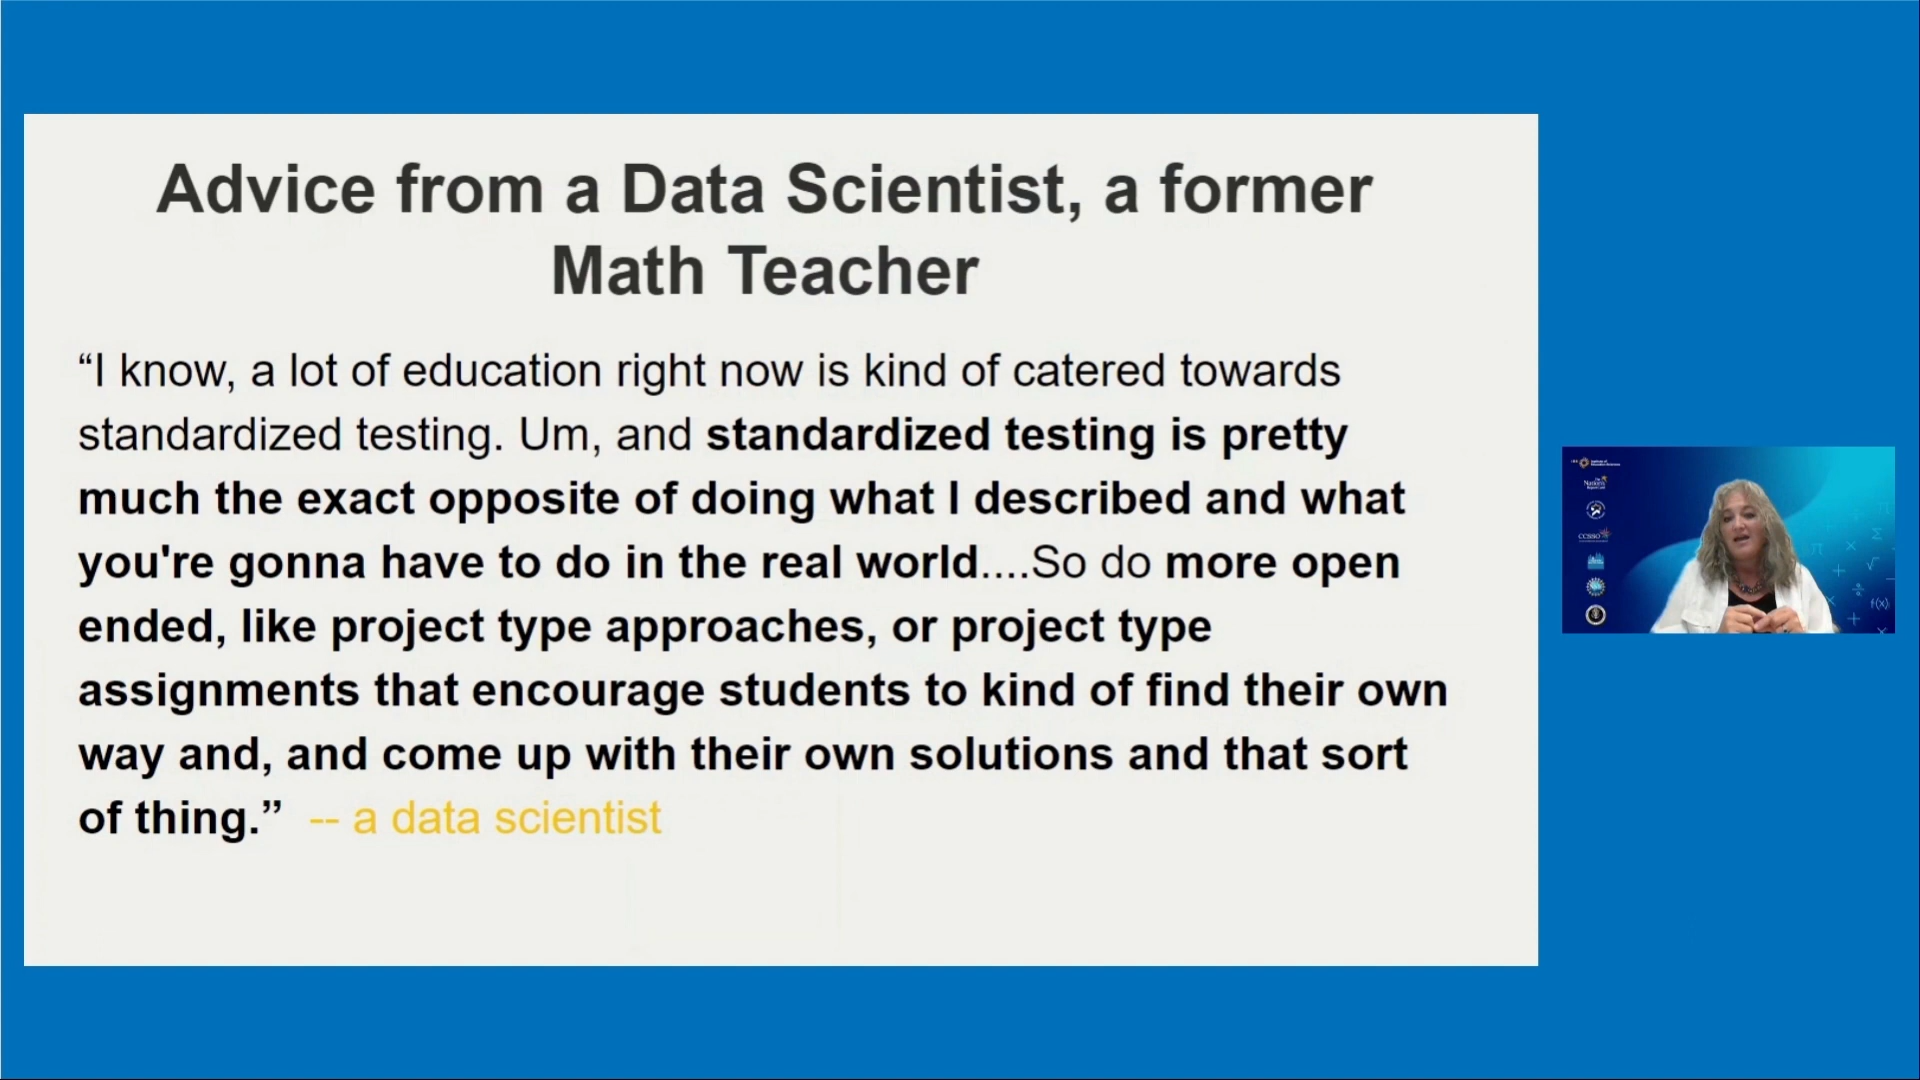 Advice from a Data Scientist, a former
Math Teacher
“I know, a lot of education right now is kind of catered towards
standardized testing. Um, and standardized testing is pretty
much the exact opposite of doing what I described and what
you're gonna have to do in the real world....So do more open
ended, like project type approaches, or project type
assignments that encourage students to kind of find their own
way and, and come up with their own solutions and that sort
of thing.” -- a data scientist
CCSSO
f(x)